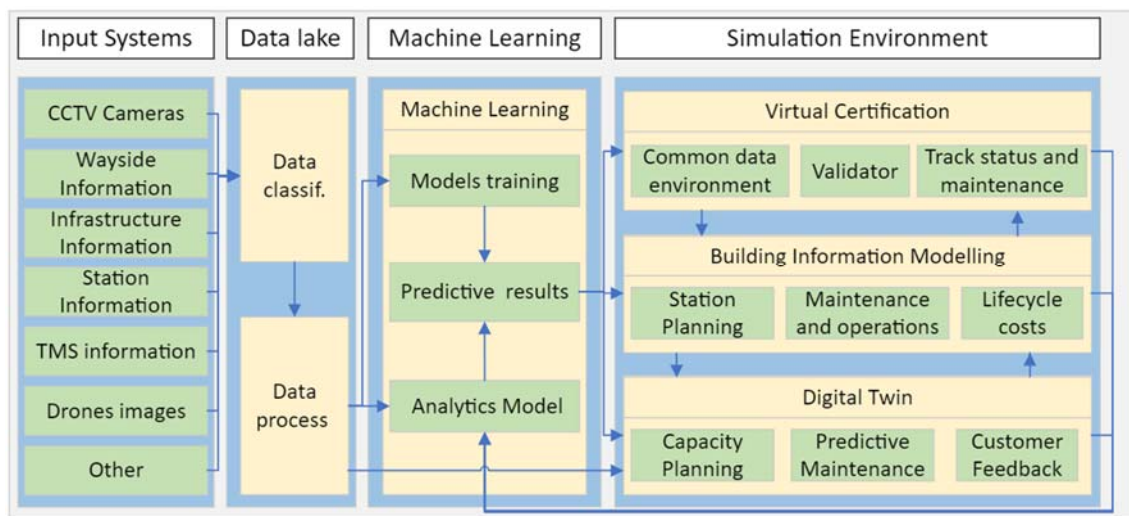 Input Systems
Data lake
Machine Learning
Simulation Environment
CCTV Cameras
Wayside
Information
Infrastructure
Information
Station
Information
TMS information
Drones images
Other
Data
classif.
Data
process
Machine Learning
Models training
Predictive results
Analytics Model
Virtual Certification
Common data
environment
Validator
Track status and
maintenance
Building Information Modelling
Station
Planning
Maintenance
and operations
Lifecycle
costs
Digital Twin
Capacity
Planning
Predictive
Maintenance
Customer
Feedback